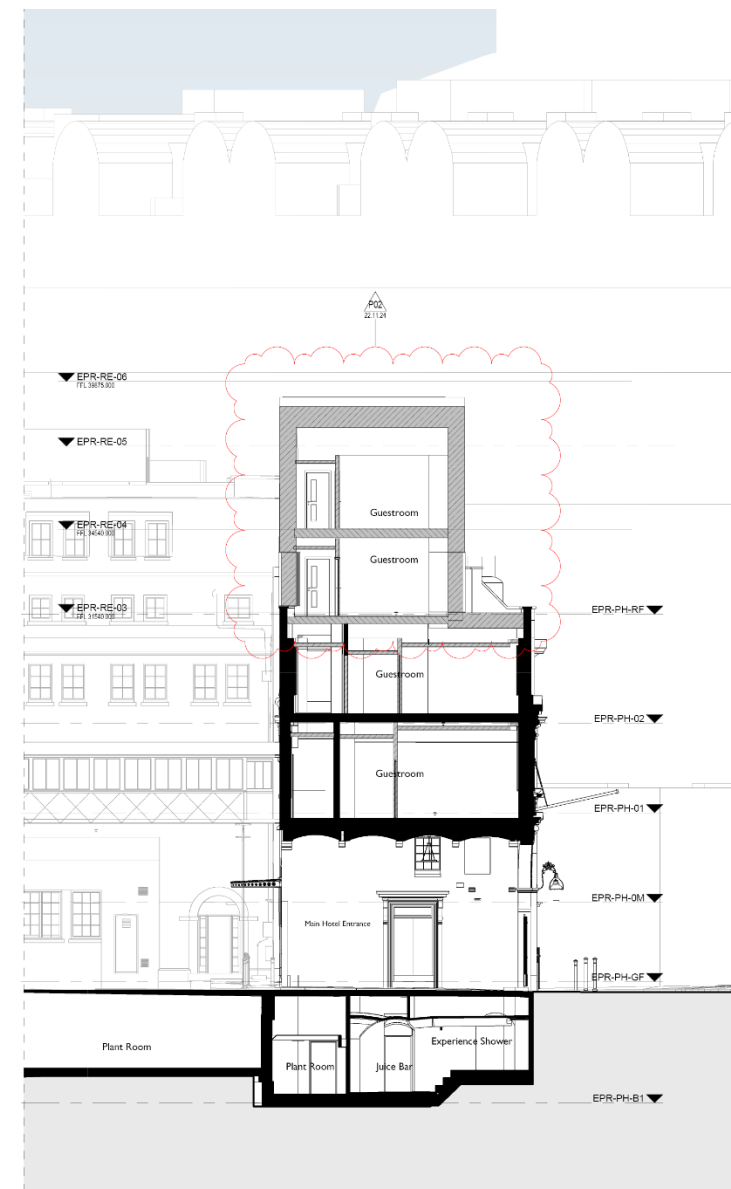 P02
22.11.24
EPR-RE-06
FFL 39875.000
EPR-RE-05
Guestroom
EPR-RE-04
FFL 34540.000
Guestroom
EPR-RE-03
FFL 31540.000
EPR-PH-RF
Guestroom
EPR-PH-02
Guestroom
EPR-PH-01
EPR-PH-0M
Main Hotel Entrance
EPR-PH-GF
Experience Shower
Plant Room
Plant Room
Juice Bar
EPR-PH-B1